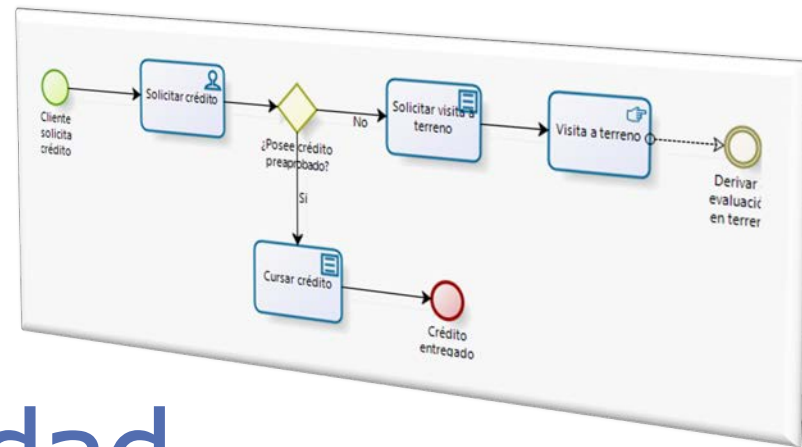 Cliente
solicita
crédito
Solicitar crédito
¿Posee crédito
preaprobado?
No
Solicitar visita a
terreno
Visita a terreno
Derivar
evaluació
en terrer
Si
Cursar crédito
Crédito
entregado
dad